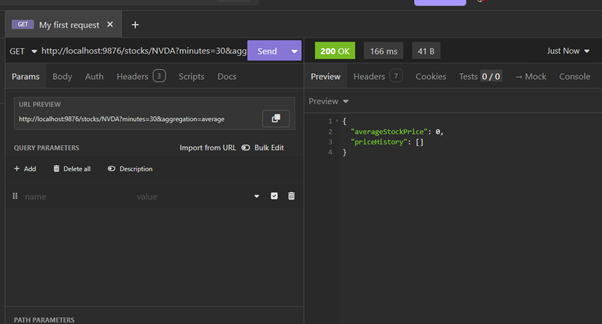 GET My first request
GET http://localhost:9876/stocks/NVDA?minutes=30&agg Send
200 OK 166 ms 41 B Just Now
Params Body Auth Headers 3 Scripts Docs
Preview Headers 7 Cookies Tests 0 / 0 → Mock Console
URL PREVIEW
http://localhost:9876/stocks/NVDA?minutes=30&aggregation=average
QUERY PARAMETERS Import from URL Bulk Edit
+ Add Delete all Description
name value
PATH PARAMETERS
Preview
1 {
2 "averageStockPrice": 0,
3 "priceHistory": []
4 }